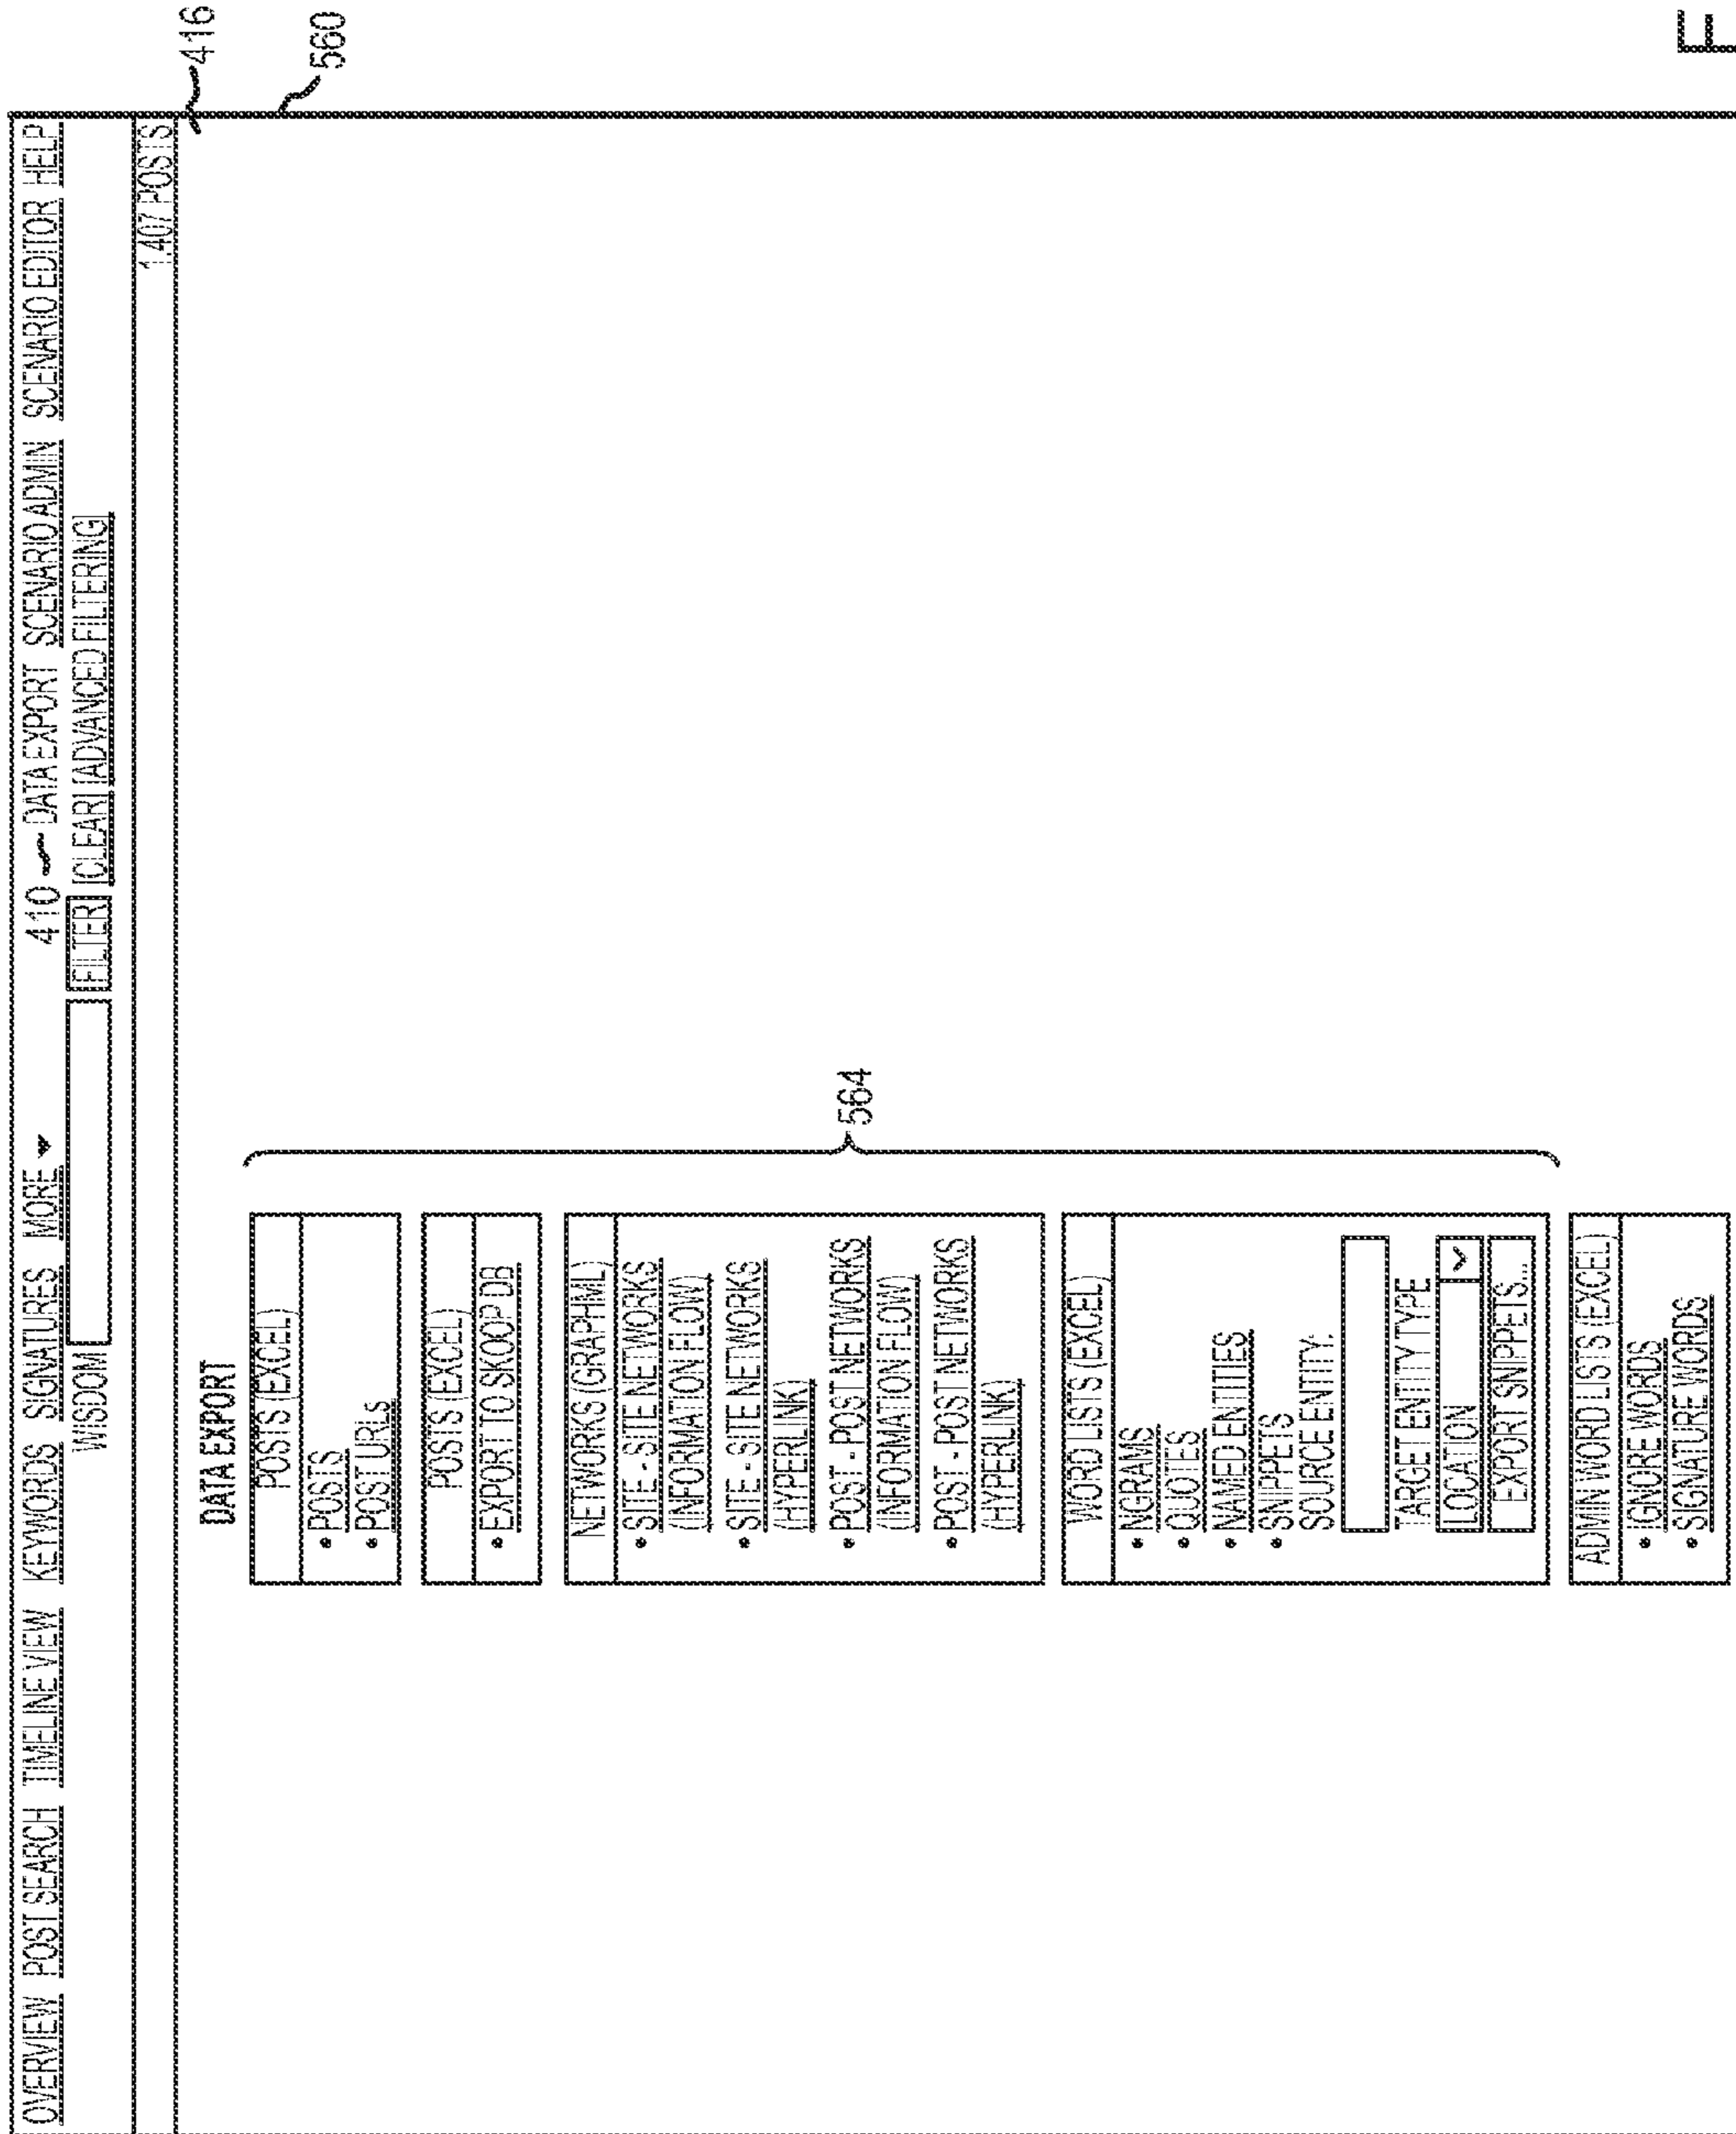 OVERVIEW POST SEARCH TIMELINE VIEW KEYWORDS SIGNATURES MORE 410 DATA EXPORT SCENARIO ADMIN SCENARIO EDITOR HELP
WISDOM FILTER [CLEAR] [ADVANCED FILTERING]
1,407 POSTS
416
560
DATA EXPORT
POSTS (EXCEL)
• POSTS
• POST URLs
POSTS (EXCEL)
• EXPORT TO SKOOP DB
NETWORKS (GRAPHML)
• SITE - SITE NETWORKS
(INFORMATION FLOW)
• SITE - SITE NETWORKS
(HYPERLINK)
• POST - POST NETWORKS
(INFORMATION FLOW)
• POST - POST NETWORKS
(HYPERLINK)
564
WORD LISTS (EXCEL)
• NGRAMS
• QUOTES
• NAMED ENTITIES
• SNIPPETS
SOURCE ENTITY:
TARGET ENTITY TYPE
LOCATION
EXPORT SNIPPETS...
ADMIN WORD LISTS (EXCEL)
• IGNORE WORDS
• SIGNATURE WORDS